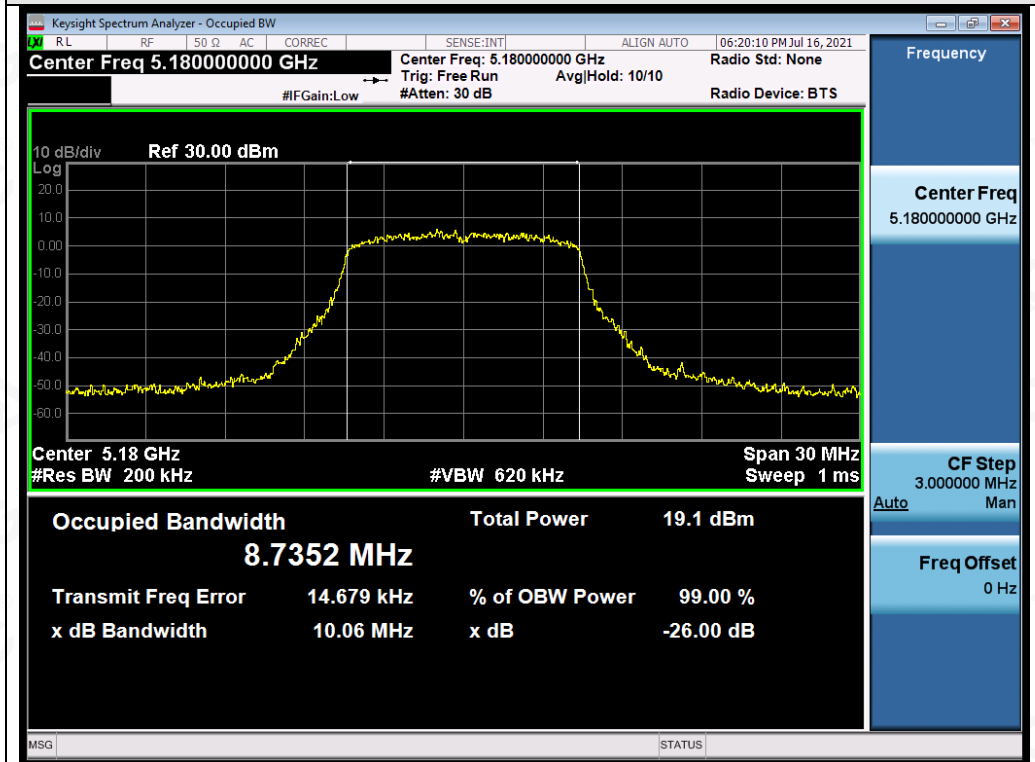 Keysight Spectrum Analyzer - Occupied BW
LXI RL RF 50 Ω AC CORREC SENSE:INT ALIGN AUTO 06:20:10 PM Jul 16, 2021
Center Freq 5.180000000 GHz Center Freq: 5.180000000 GHz Radio Std: None
Trig: Free Run Avg|Hold: 10/10
#IFGain:Low #Atten: 30 dB Radio Device: BTS
10 dB/div Ref 30.00 dBm
Log
20.0
10.0
0.00
-10.0
-20.0
-30.0
-40.0
-50.0
-60.0
Center 5.18 GHz Span 30 MHz
#Res BW 200 kHz #VBW 620 kHz Sweep 1 ms
Occupied Bandwidth Total Power 19.1 dBm
8.7352 MHz
Transmit Freq Error 14.679 kHz % of OBW Power 99.00 %
x dB Bandwidth 10.06 MHz x dB -26.00 dB
Frequency
Center Freq
5.180000000 GHz
CF Step
3.000000 MHz
Auto Man
Freq Offset
0 Hz
MSG STATUS